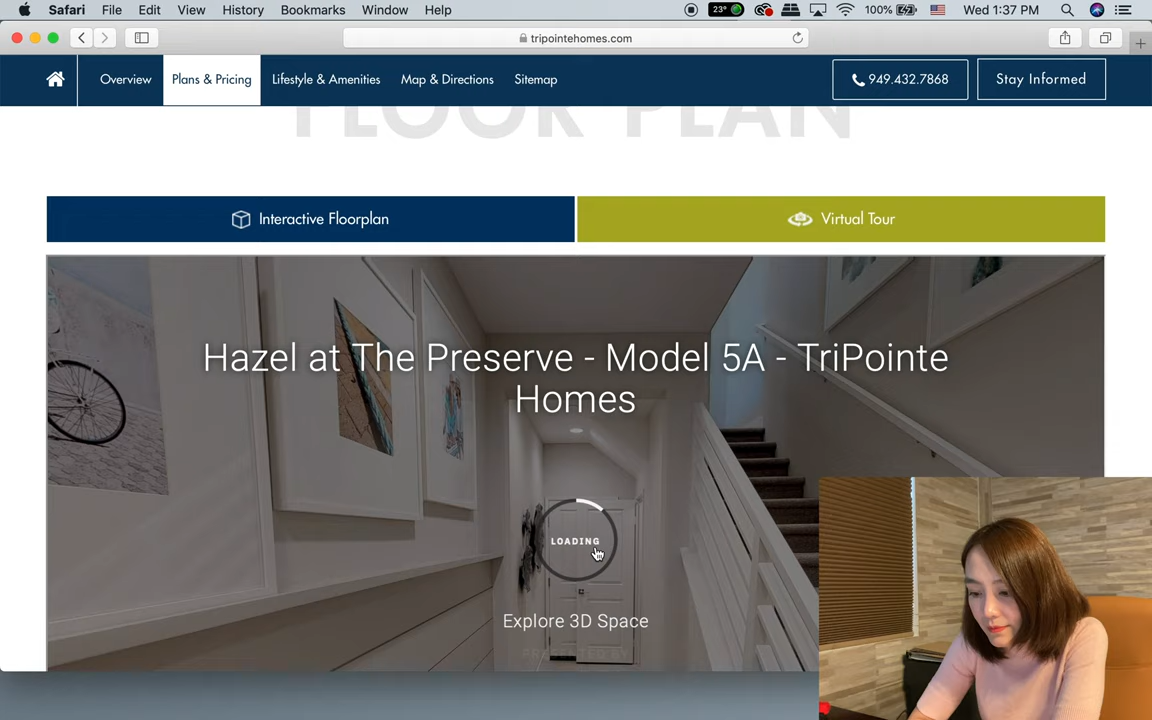 Safari File Edit View History Bookmarks Window Help 23° 100% Wed 1:37 PM
tripointehomes.com
Overview Plans & Pricing Lifestyle & Amenities Map & Directions Sitemap 949.432.7868 Stay Informed
FLOOR PLAN
Interactive Floorplan Virtual Tour
Hazel at The Preserve - Model 5A - TriPointe
Homes
LOADING
Explore 3D Space
PRESENTED BY